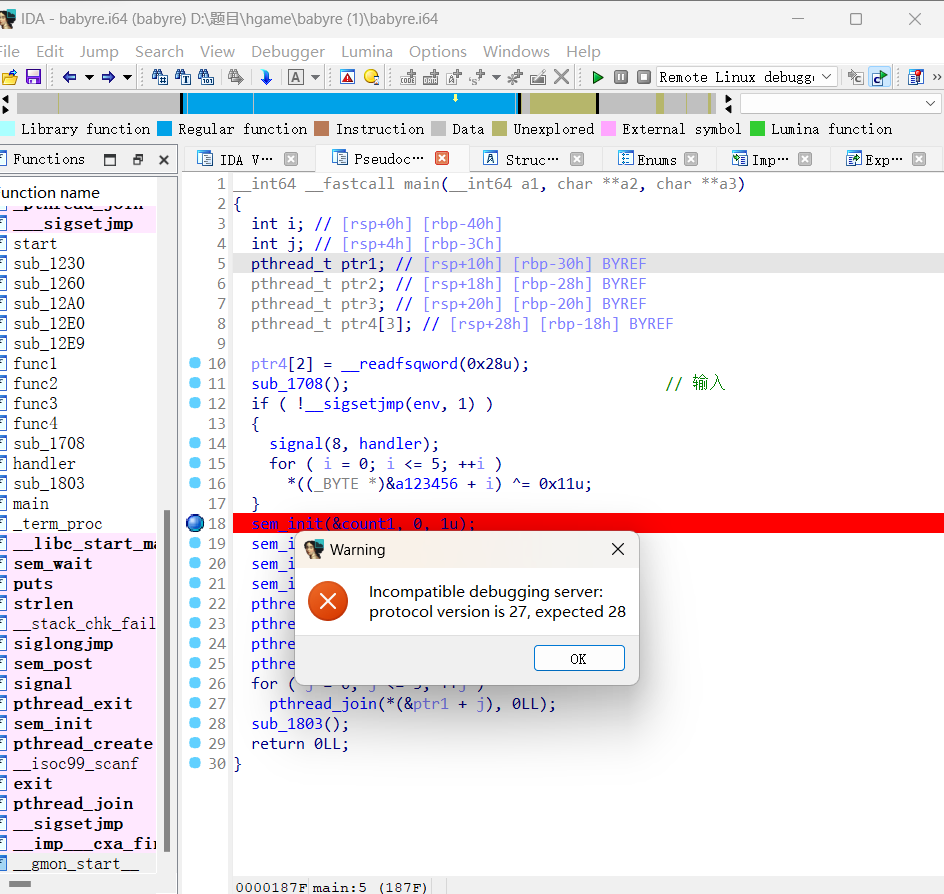 IDA - babyre.i64 (babyre) D:\题目\hgame\babyre (1)\babyre.i64
File Edit Jump Search View Debugger Lumina Options Windows Help
Remote Linux debugg
Library function Regular function Instruction Data Unexplored External symbol Lumina function
Functions
IDA V··· Pseudoc··· Struc··· Enums Imp··· Exp···
unction name
_pthread_join
___sigsetjmp
start
sub_1230
sub_1260
sub_12A0
sub_12E0
sub_12E9
func1
func2
func3
func4
sub_1708
handler
sub_1803
main
_term_proc
__libc_start_ma
sem_wait
puts
strlen
__stack_chk_fail
siglongjmp
sem_post
signal
pthread_exit
sem_init
pthread_create
__isoc99_scanf
exit
pthread_join
__sigsetjmp
__imp___cxa_fin
__gmon_start__
1 __int64 __fastcall main(__int64 a1, char **a2, char **a3)
2 {
3 int i; // [rsp+0h] [rbp-40h]
4 int j; // [rsp+4h] [rbp-3Ch]
5 pthread_t ptr1; // [rsp+10h] [rbp-30h] BYREF
6 pthread_t ptr2; // [rsp+18h] [rbp-28h] BYREF
7 pthread_t ptr3; // [rsp+20h] [rbp-20h] BYREF
8 pthread_t ptr4[3]; // [rsp+28h] [rbp-18h] BYREF
9
10 ptr4[2] = __readfsqword(0x28u);
11 sub_1708(); // 输入
12 if ( !__sigsetjmp(env, 1) )
13 {
14 signal(8, handler);
15 for ( i = 0; i <= 5; ++i )
16 *((_BYTE *)&a123456 + i) ^= 0x11u;
17 }
18 sem_init(&count1, 0, 1u);
19 sem_i
20 sem_i
21 sem_i
22 pthre
23 pthre
24 pthre
25 pthre
26 for ( j = 0; j <= 3; ++j )
27 pthread_join(*(&ptr1 + j), 0LL);
28 sub_1803();
29 return 0LL;
30 }
Warning
Incompatible debugging server:
protocol version is 27, expected 28
OK
0000187F main:5 (187F)